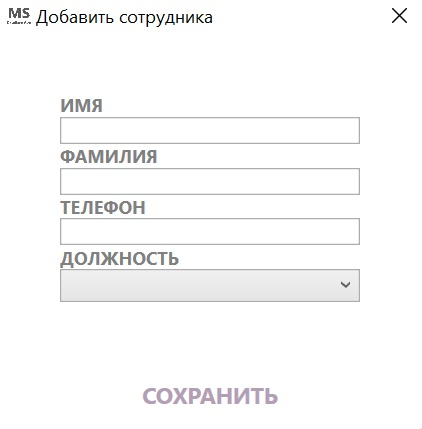 MS
Добавить сотрудника
ИМЯ
ФАМИЛИЯ
ТЕЛЕФОН
ДОЛЖНОСТЬ
СОХРАНИТЬ